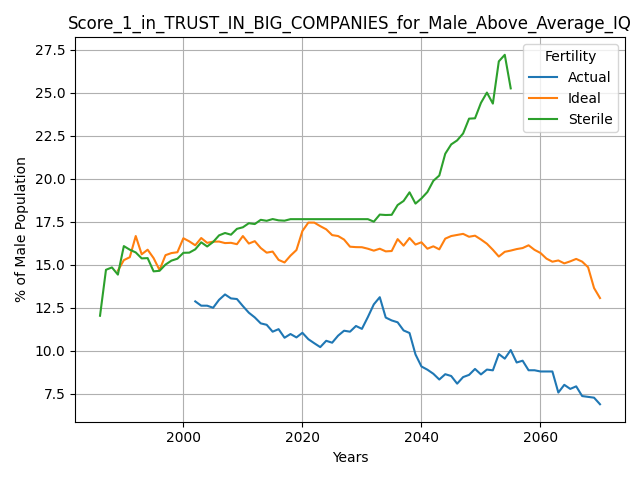 Score_1_in_TRUST_IN_BIG_COMPANIES_for_Male_Above_Average_IQ
27.5
25.0
22.5
20.0
17.5
15.0
12.5
10.0
7.5
% of Male Population
Fertility
Actual
Ideal
Sterile
2000
2020
2040
2060
Years